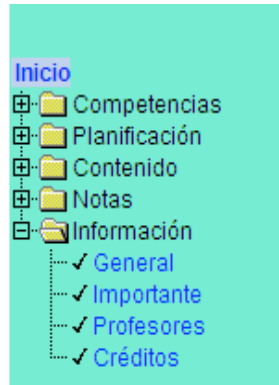 Inicio
Competencias
Planificación
Contenido
Notas
Información
General
Importante
Profesores
Créditos